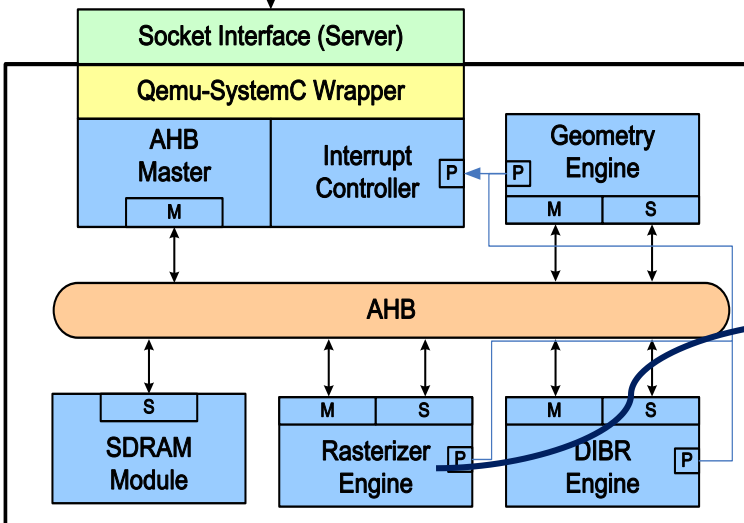 Socket Interface (Server)
Qemu-SystemC Wrapper
AHB
Master
M
Interrupt
Controller
P
Geometry
Engine
P
M
S
AHB
S
SDRAM
Module
M
S
Rasterizer
Engine
P
M
S
DIBR
Engine
P